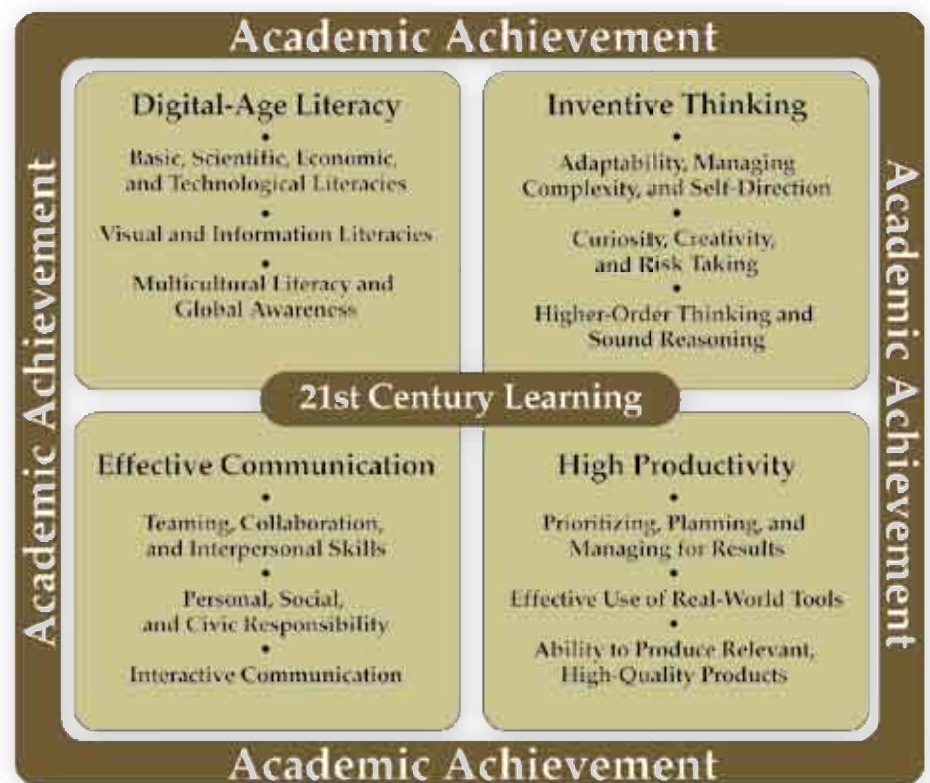 Academic Achievement
Academic Achievement
Digital-Age Literacy
•
Basic, Scientific, Economic,
and Technological Literacies
•
Visual and Information Literacies
•
Multicultural Literacy and
Global Awareness
Inventive Thinking
•
Adaptability, Managing
Complexity, and Self-Direction
•
Curiosity, Creativity,
and Risk Taking
•
Higher-Order Thinking and
Sound Reasoning
Academic Achievement
21st Century Learning
Effective Communication
•
Teaming, Collaboration,
and Interpersonal Skills
•
Personal, Social,
and Civic Responsibility
•
Interactive Communication
High Productivity
•
Prioritizing, Planning, and
Managing for Results
•
Effective Use of Real-World Tools
•
Ability to Produce Relevant,
High-Quality Products
Academic Achievement